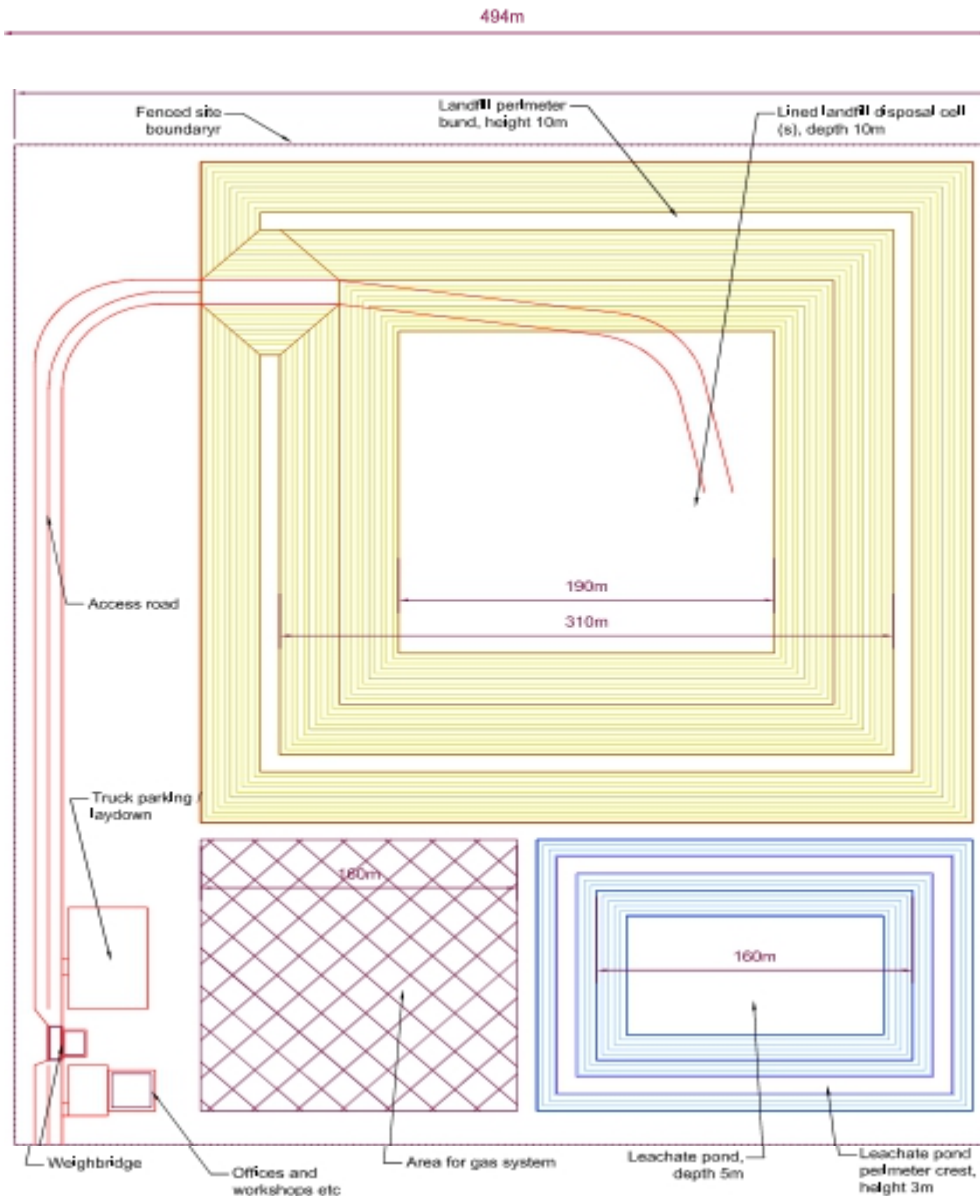 494m
Fenced site
boundaryr
Landfill perimeter
bund, height 10m
Lined landfill disposal cell
(s), depth 10m
190m
310m
Access road
Truck parking /
laydown
160m
160m
Weighbridge
Offices and
workshops etc
Area for gas system
Leachate pond,
depth 5m
Leachate pond
perimeter crest,
height 3m